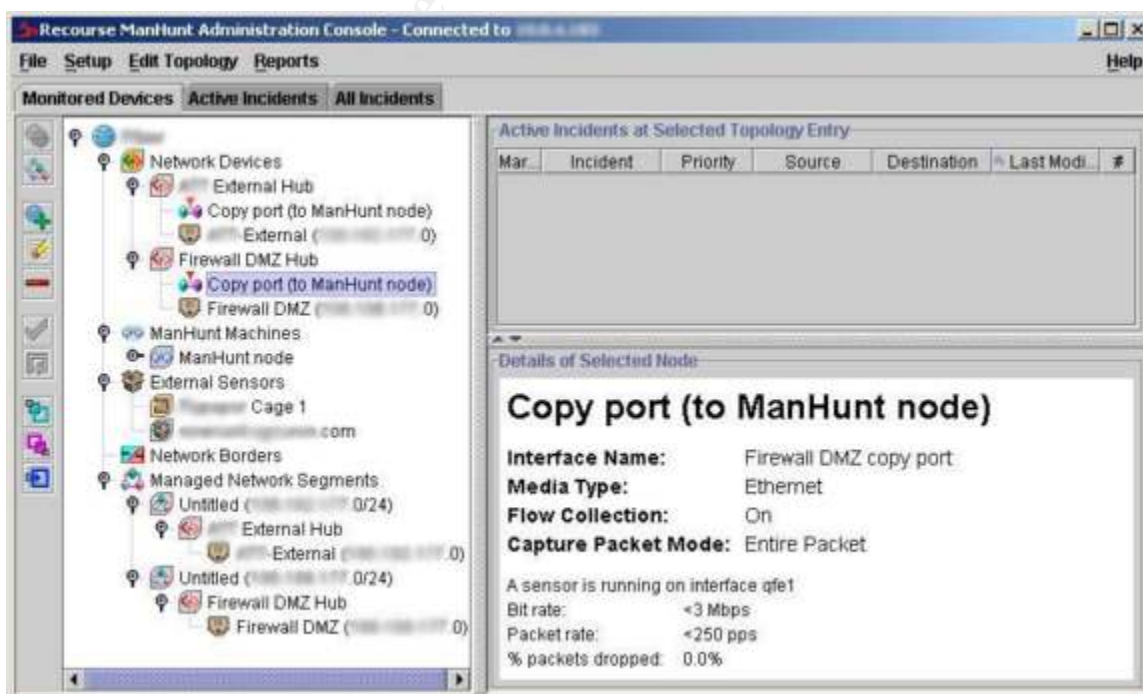 Recourse ManHunt Administration Console - Connected to
File Setup Edit Topology Reports Help
Monitored Devices Active Incidents All Incidents
Network Devices
External Hub
Copy port (to ManHunt node)
-External ( .0)
Firewall DMZ Hub
Copy port (to ManHunt node)
Firewall DMZ ( 0)
ManHunt Machines
ManHunt node
External Sensors
Cage 1
.com
Network Borders
Managed Network Segments
Untitled ( 0/24)
External Hub
-External ( .0)
Untitled ( 0/24)
Firewall DMZ Hub
Firewall DMZ ( 0)
Active Incidents at Selected Topology Entry
Mar... Incident Priority Source Destination Last Modi... #
Details of Selected Node
Copy port (to ManHunt node)
Interface Name: Firewall DMZ copy port
Media Type: Ethernet
Flow Collection: On
Capture Packet Mode: Entire Packet
A sensor is running on interface qfe1
Bit rate: <3 Mbps
Packet rate: <250 pps
% packets dropped: 0.0%